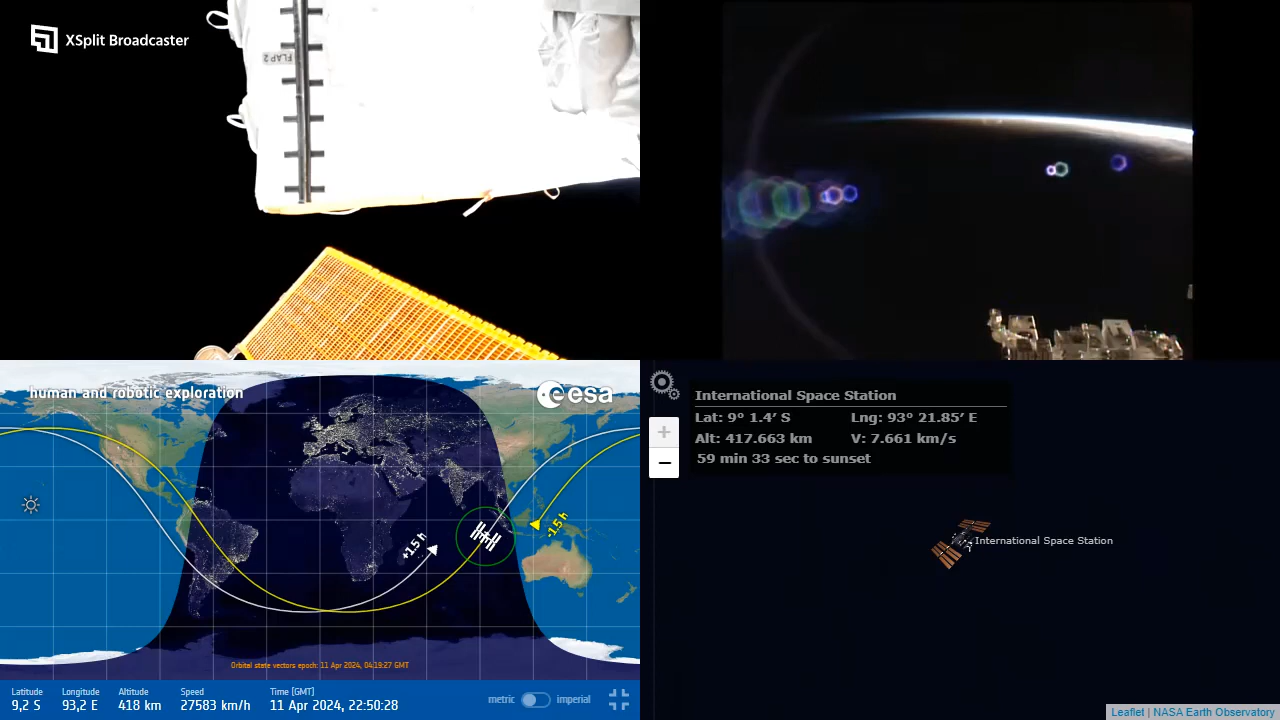 XSplit Broadcaster
FLAP 2
human and robotic exploration
esa
+1.5 h
-1.5 h
Orbital state vectors epoch: 11 Apr 2024, 04:19:27 GMT
Latitude Longitude Altitude Speed Time (GMT)
9,2 S 93,2 E 418 km 27583 km/h 11 Apr 2024, 22:50:28
metric imperial
International Space Station
Lat: 9° 1.4′ S Lng: 93° 21.85′ E
Alt: 417.663 km V: 7.661 km/s
59 min 33 sec to sunset
+
−
International Space Station
Leaflet | NASA Earth Observatory